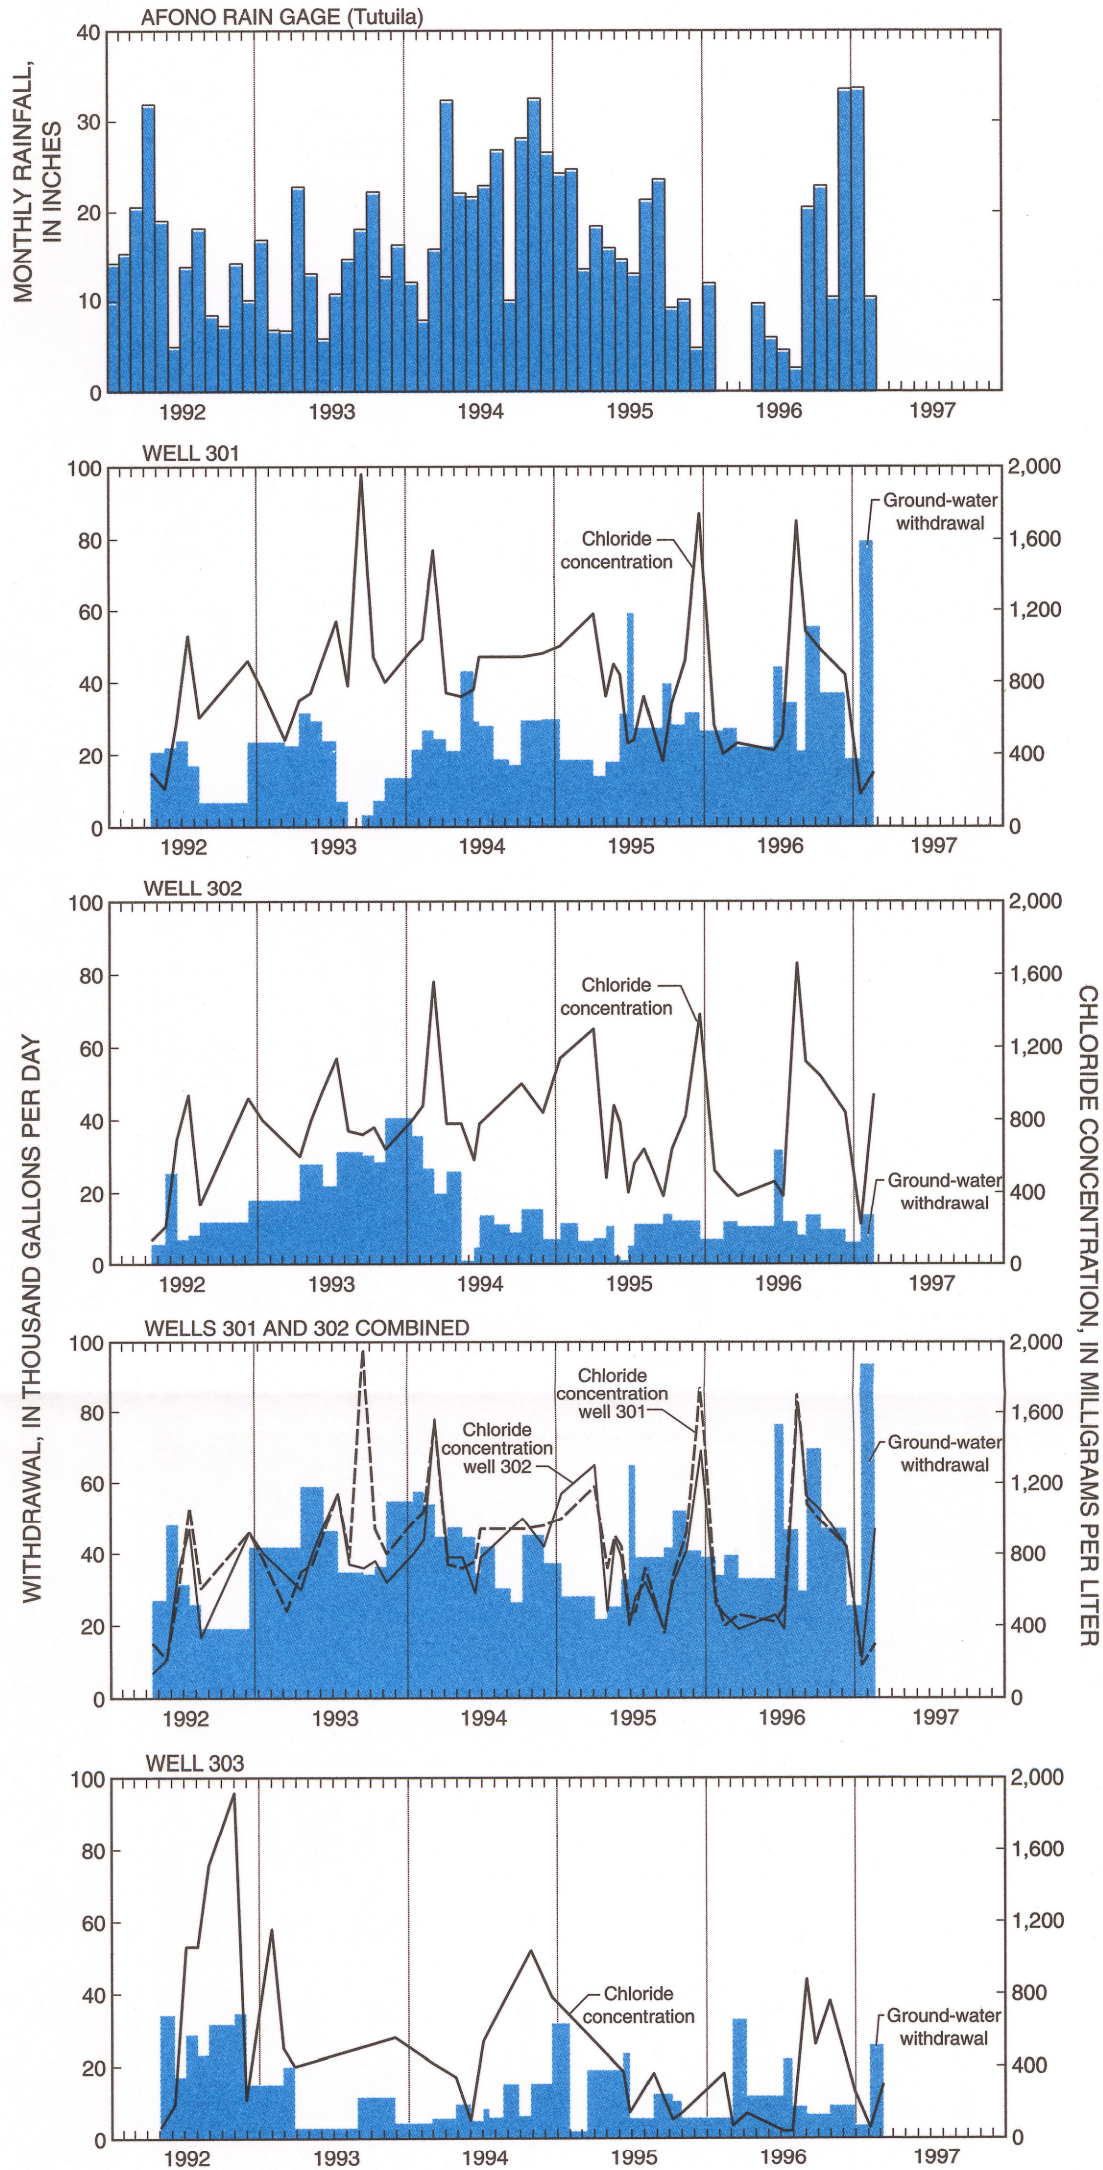 AFONO RAIN GAGE (Tutuila)
MONTHLY RAINFALL,
IN INCHES
40
30
20
10
0
1992 1993 1994 1995 1996 1997
WELL 301
100 2,000
80 1,600
60 1,200
40 800
20 400
0 0
Ground-water
withdrawal
Chloride
concentration
1992 1993 1994 1995 1996 1997
WELL 302
100 2,000
80 1,600
60 1,200
40 800
20 400
0 0
Chloride
concentration
Ground-water
withdrawal
1992 1993 1994 1995 1996 1997
WITHDRAWAL, IN THOUSAND GALLONS PER DAY
CHLORIDE CONCENTRATION, IN MILLIGRAMS PER LITER
WELLS 301 AND 302 COMBINED
100 2,000
80 1,600
60 1,200
40 800
20 400
0 0
Chloride
concentration
well 301
Chloride
concentration
well 302
Ground-water
withdrawal
1992 1993 1994 1995 1996 1997
WELL 303
100 2,000
80 1,600
60 1,200
40 800
20 400
0 0
Chloride
concentration
Ground-water
withdrawal
1992 1993 1994 1995 1996 1997